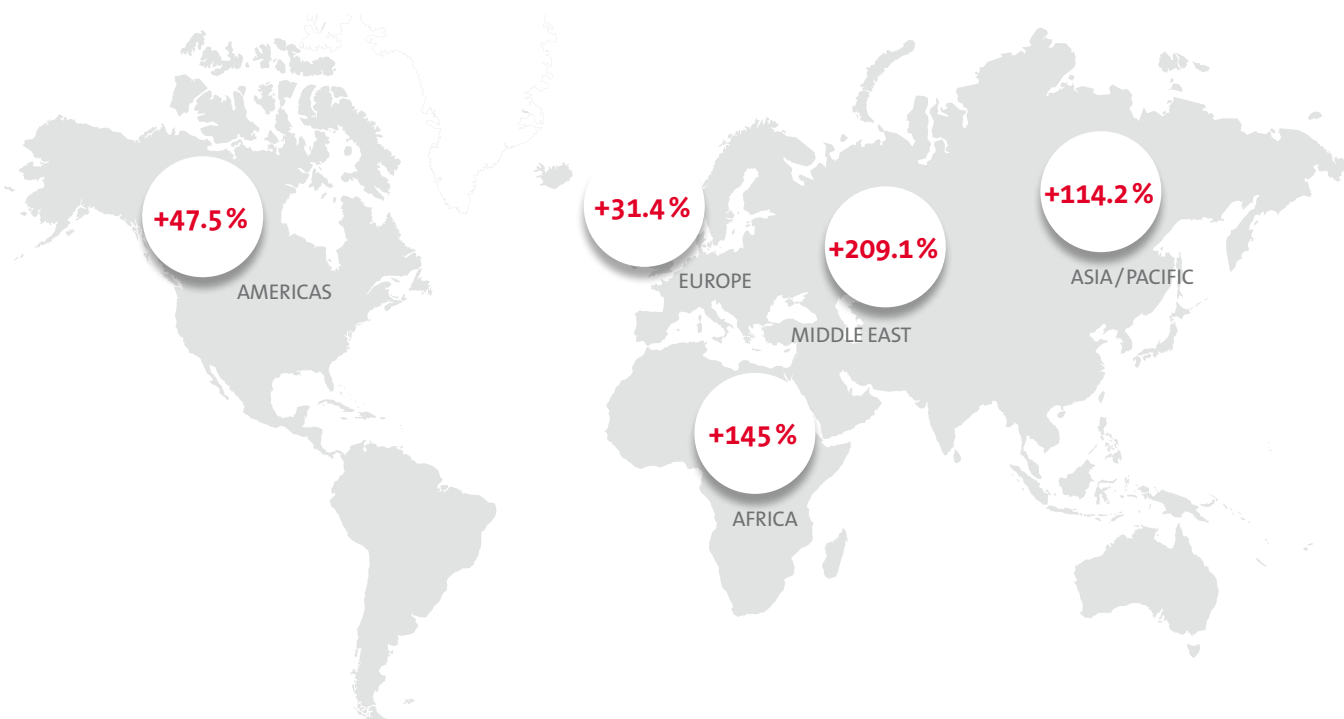 +47.5 %
AMERICAS
+31.4 %
EUROPE
+209.1 %
MIDDLE EAST
+114.2 %
ASIA / PACIFIC
+145 %
AFRICA